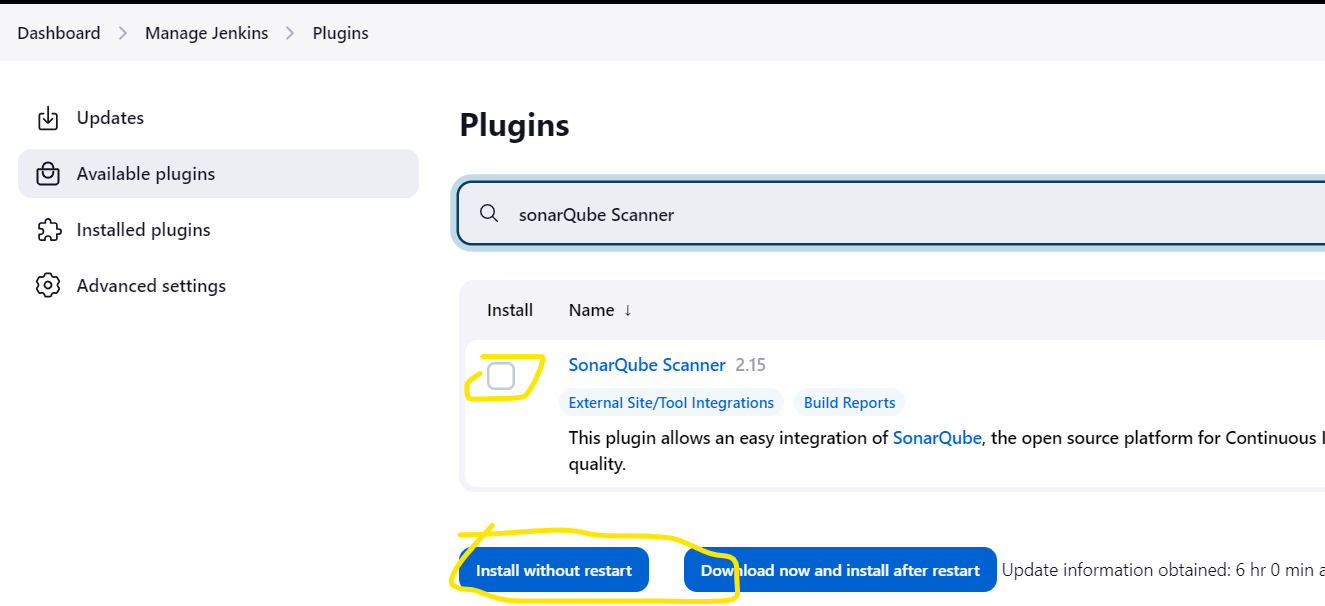 Dashboard > Manage Jenkins > Plugins
Updates
Available plugins
Installed plugins
Advanced settings
Plugins
sonarQube Scanner
Install Name ↓
SonarQube Scanner 2.15
External Site/Tool Integrations Build Reports
This plugin allows an easy integration of SonarQube, the open source platform for Continuous
quality.
Install without restart Download now and install after restart Update information obtained: 6 hr 0 min